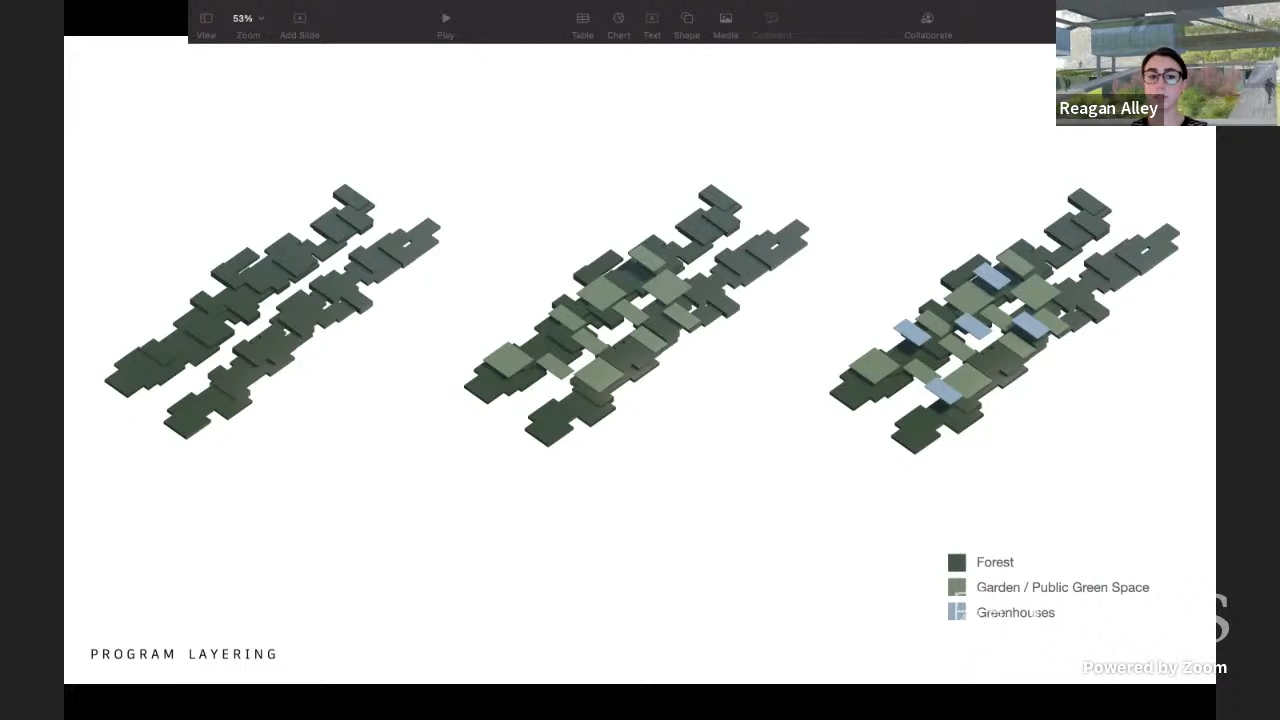 53%
View Zoom Add Slide Play Table Chart Text Shape Media Comment Collaborate
Reagan Alley
Forest
Garden / Public Green Space
Greenhouses
S
PROGRAM LAYERING
Powered by Zoom